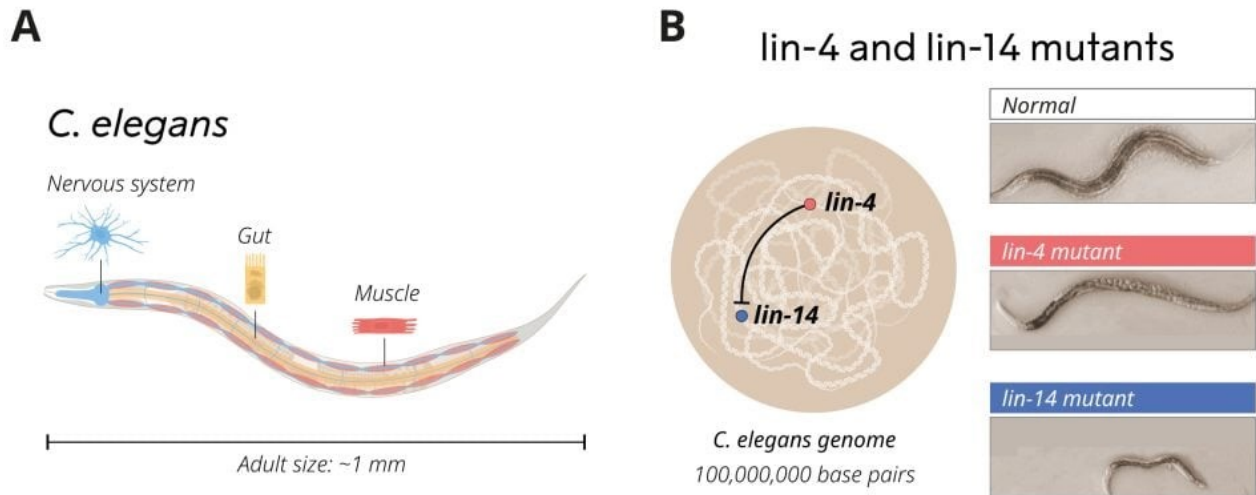 A
C. elegans
Nervous system
Gut
Muscle
Adult size: ~1 mm
B
lin-4 and lin-14 mutants
lin-4
lin-14
C. elegans genome
100,000,000 base pairs
Normal
lin-4 mutant
lin-14 mutant